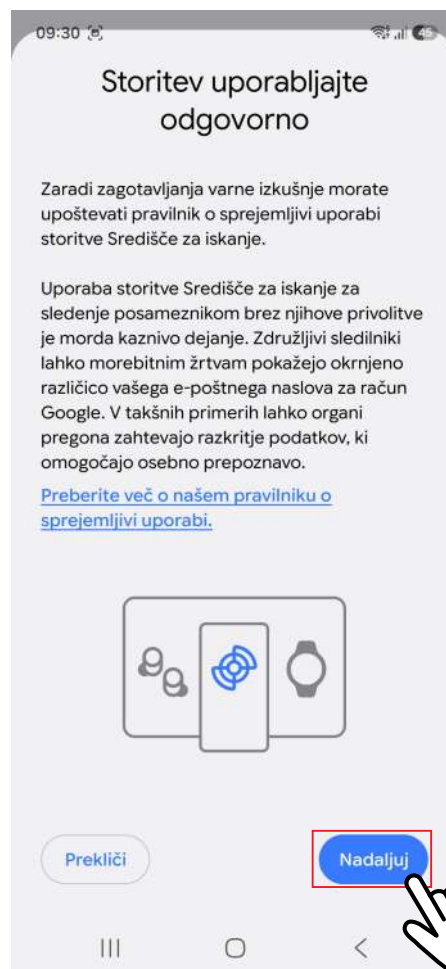 09:30
45
Storitev uporabljajte
odgovorno
Zaradi zagotavljanja varne izkušnje morate
upoštevati pravilnik o sprejemljivi uporabi
storitve Središče za iskanje.
Uporaba storitve Središče za iskanje za
sledenje posameznikom brez njihove privolitve
je morda kaznivo dejanje. Združljivi sledilniki
lahko morebitnim žrtvam pokažejo okrnjeno
različico vašega e-poštnega naslova za račun
Google. V takšnih primerih lahko organi
pregona zahtevajo razkritje podatkov, ki
omogočajo osebno prepoznavo.
Preberite več o našem pravilniku o
sprejemljivi uporabi.
Prekliči
Nadaljuj